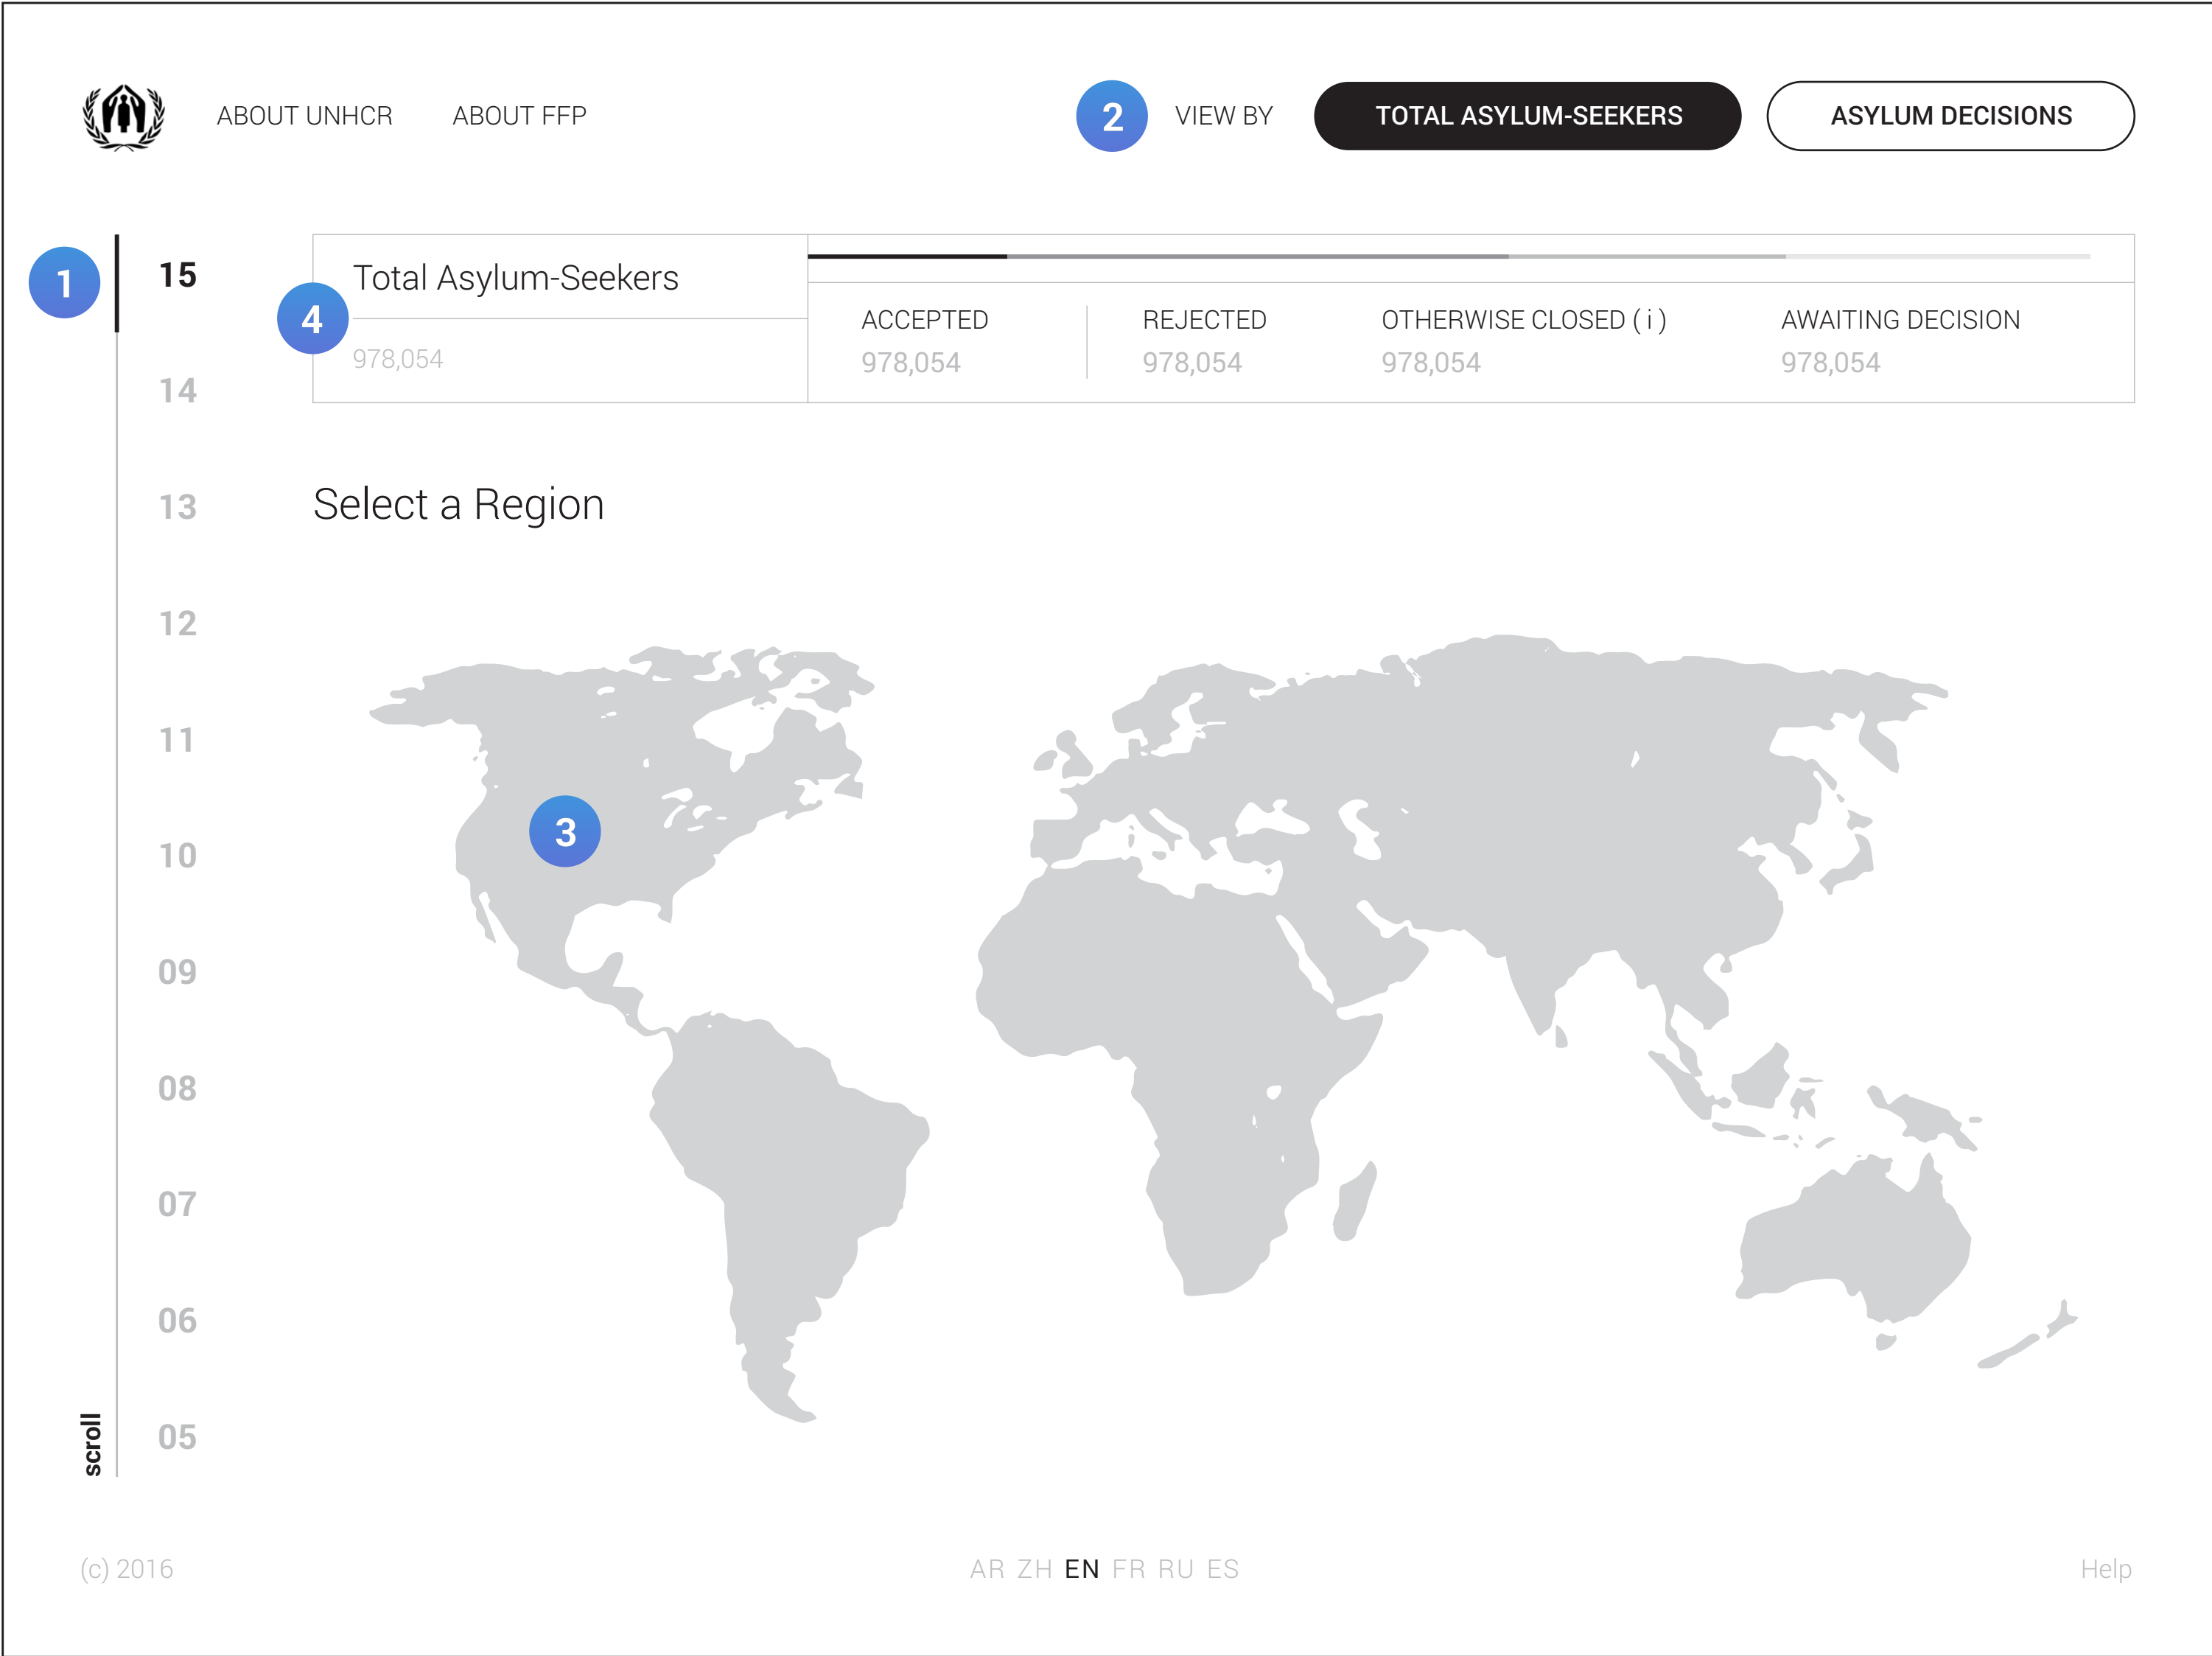 ABOUT UNHCR ABOUT FFP 2 VIEW BY TOTAL ASYLUM-SEEKERS ASYLUM DECISIONS
1 15
14
13
12
11
10
09
08
07
06
05
scroll
4 Total Asylum-Seekers
978,054
ACCEPTED REJECTED OTHERWISE CLOSED ( i ) AWAITING DECISION
978,054 978,054 978,054 978,054
Select a Region
3
(c) 2016 AR ZH EN FR RU ES Help